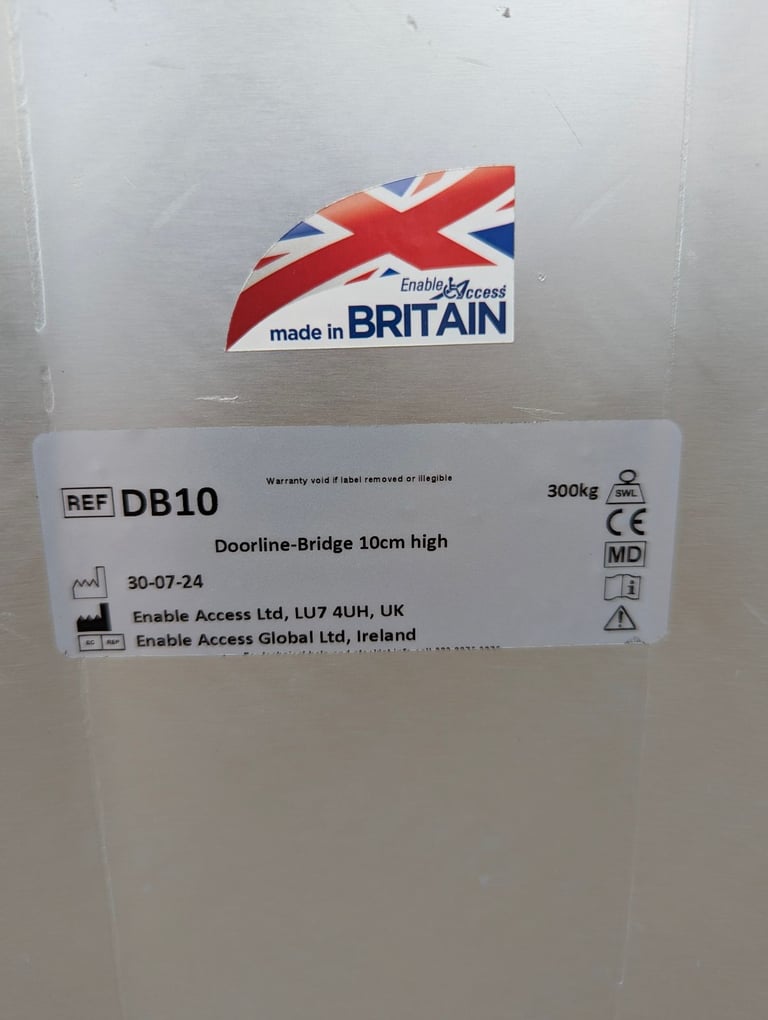 Enable Access
made in BRITAIN
Warranty void if label removed or illegible
REF DB10
300kg SWL
CE
Doorline-Bridge 10cm high
MD
30-07-24
i
Enable Access Ltd, LU7 4UH, UK
EC REP Enable Access Global Ltd, Ireland